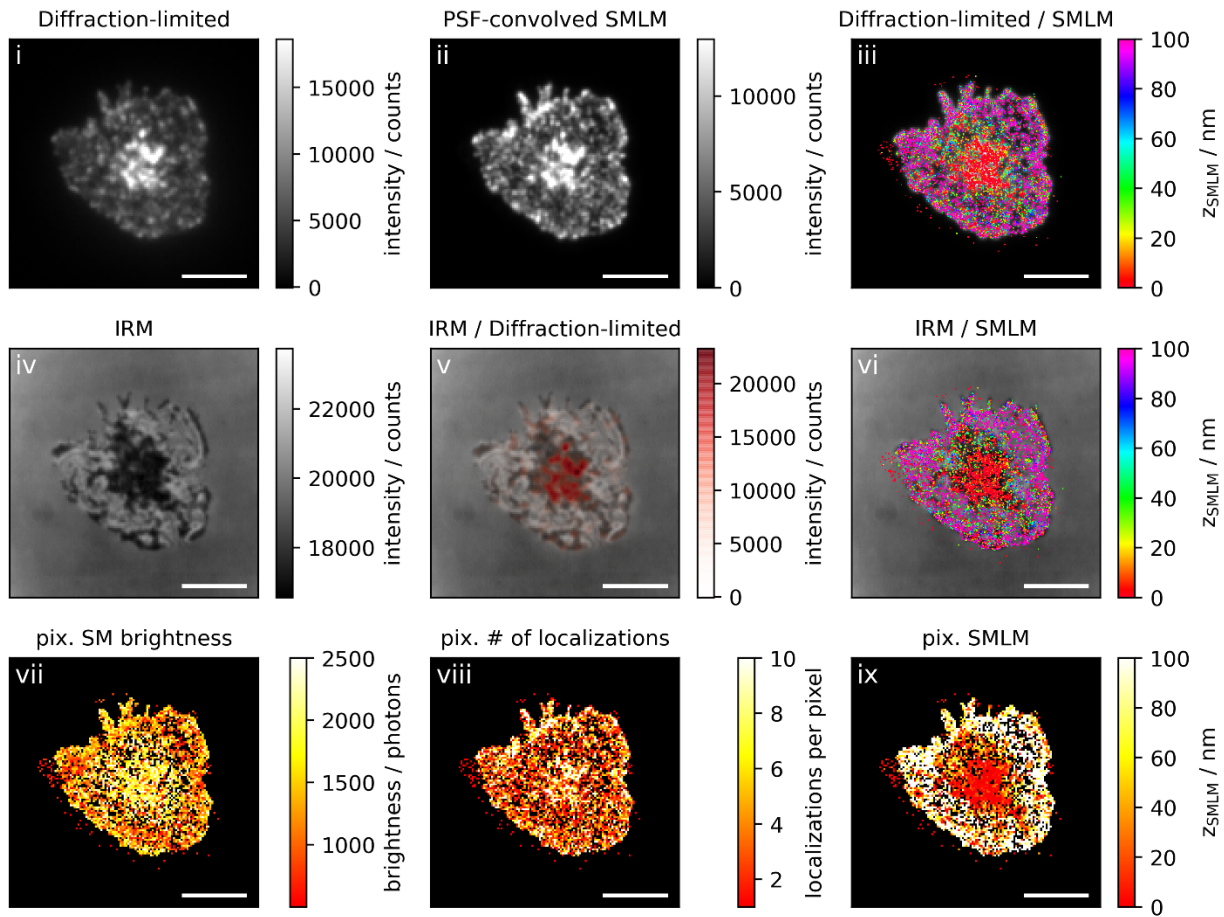 Diffraction-limited
PSF-convolved SMLM
Diffraction-limited / SMLM
i
15000
10000
5000
0
intensity / counts
ii
10000
5000
0
intensity / counts
iii
100
80
60
40
20
0
z_SMLM / nm
IRM
IRM / Diffraction-limited
IRM / SMLM
iv
22000
20000
18000
intensity / counts
v
20000
15000
10000
5000
0
intensity / counts
vi
100
80
60
40
20
0
z_SMLM / nm
pix. SM brightness
pix. # of localizations
pix. SMLM
vii
2500
2000
1500
1000
brightness / photons
viii
10
8
6
4
2
localizations per pixel
ix
100
80
60
40
20
0
z_SMLM / nm